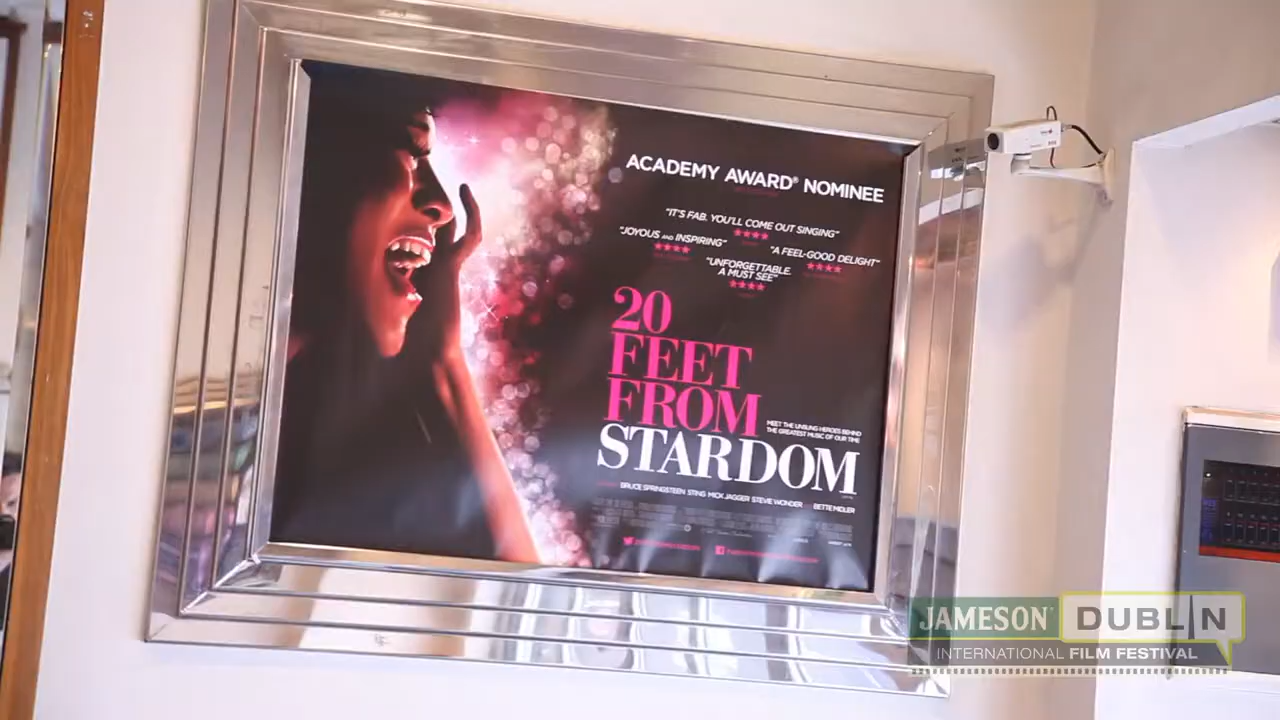 ACADEMY AWARD® NOMINEE
"IT'S FAB. YOU'LL COME OUT SINGING"
"JOYOUS AND INSPIRING"
"A FEEL-GOOD DELIGHT"
"UNFORGETTABLE.
A MUST SEE"
20
FEET
FROM
STARDOM
MEET THE UNSUNG HEROES BEHIND
THE GREATEST MUSIC OF OUR TIME
BRUCE SPRINGSTEEN STING MICK JAGGER STEVIE WONDER BETTE MIDLER
JAMESON DUBLIN
INTERNATIONAL FILM FESTIVAL